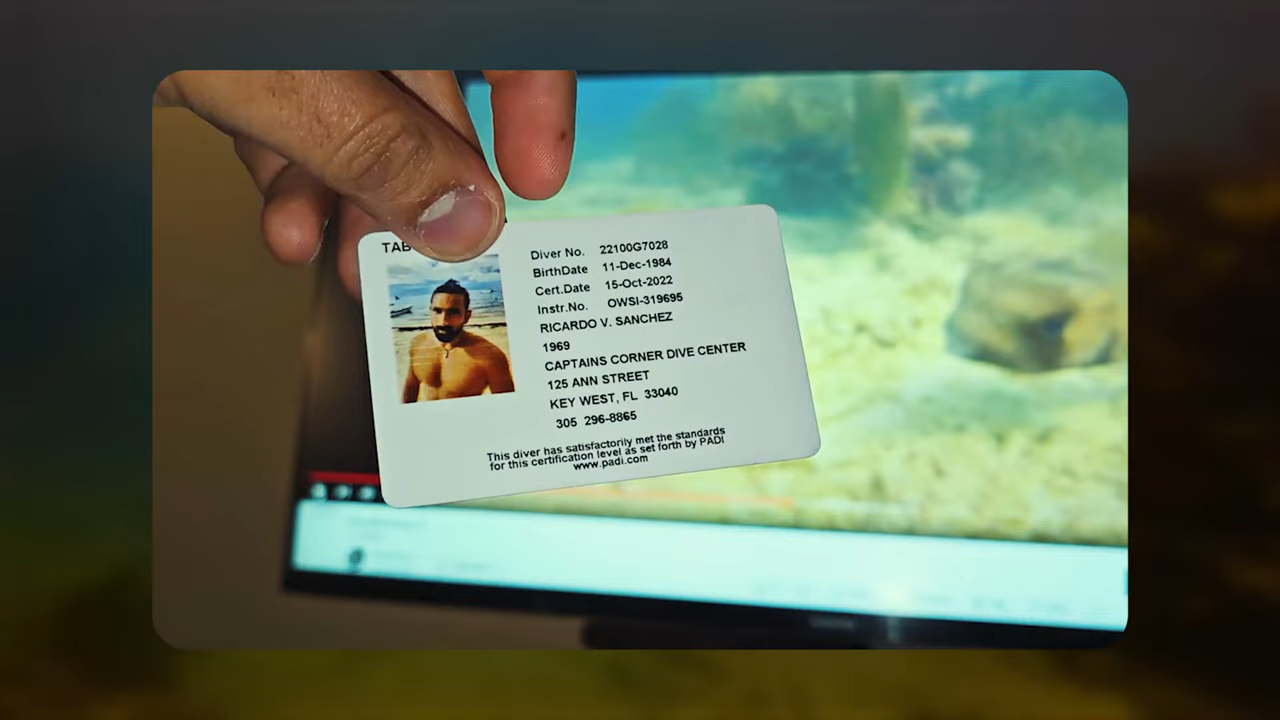 TAB
Diver No. 22100G7028
BirthDate 11-Dec-1984
Cert.Date 15-Oct-2022
Instr.No. OWSI-319695
RICARDO V. SANCHEZ
1969
CAPTAINS CORNER DIVE CENTER
125 ANN STREET
KEY WEST, FL 33040
305 296-8865
This diver has satisfactorily met the standards
for this certification level as set forth by PADI
www.padi.com